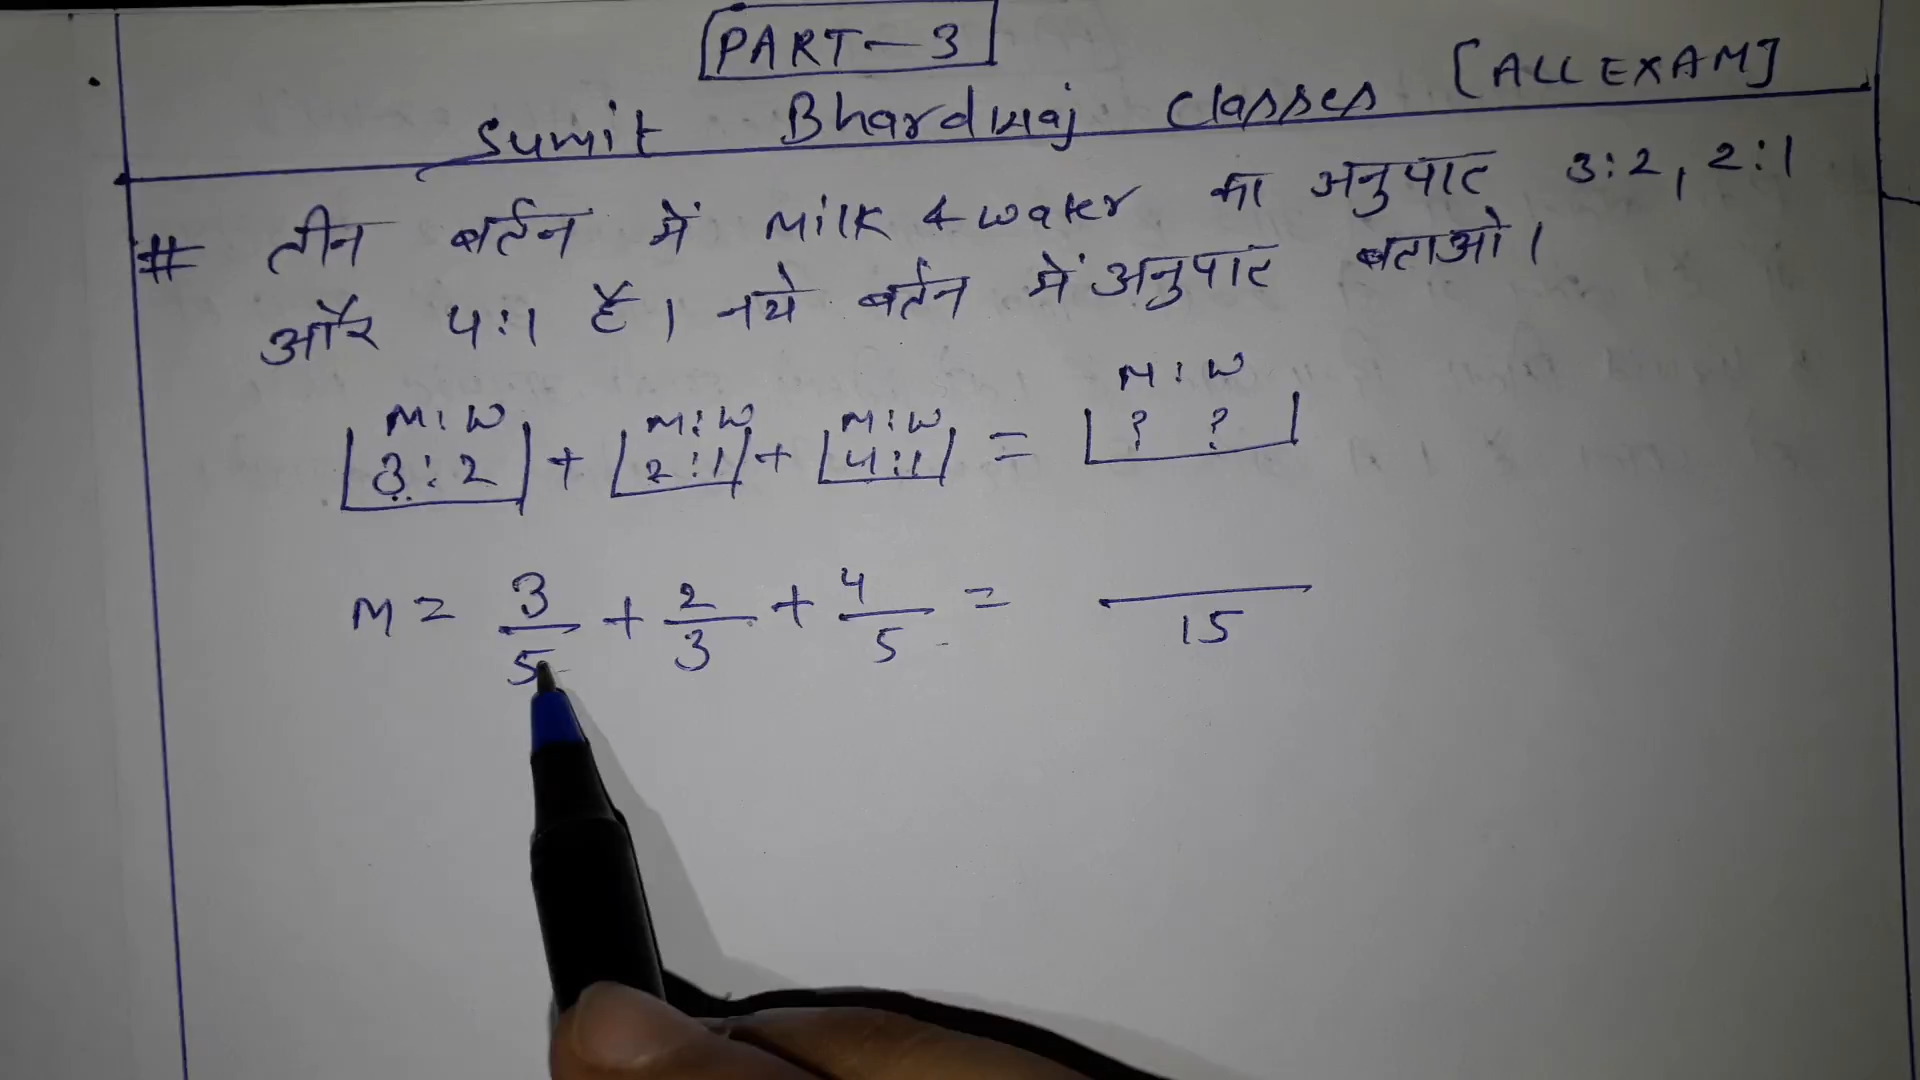 PART-3
Sumit Bhardwaj Classes [ALL EXAM]
# तीन बर्तन में Milk & water का अनुपात 3:2, 2:1
और 4:1 है। नये बर्तन में अनुपात बताओ।
M:W M:W M:W M:W
3:2 + 2:1 + 4:1 = ? ?
M = 3/5 + 2/3 + 4/5 = /15